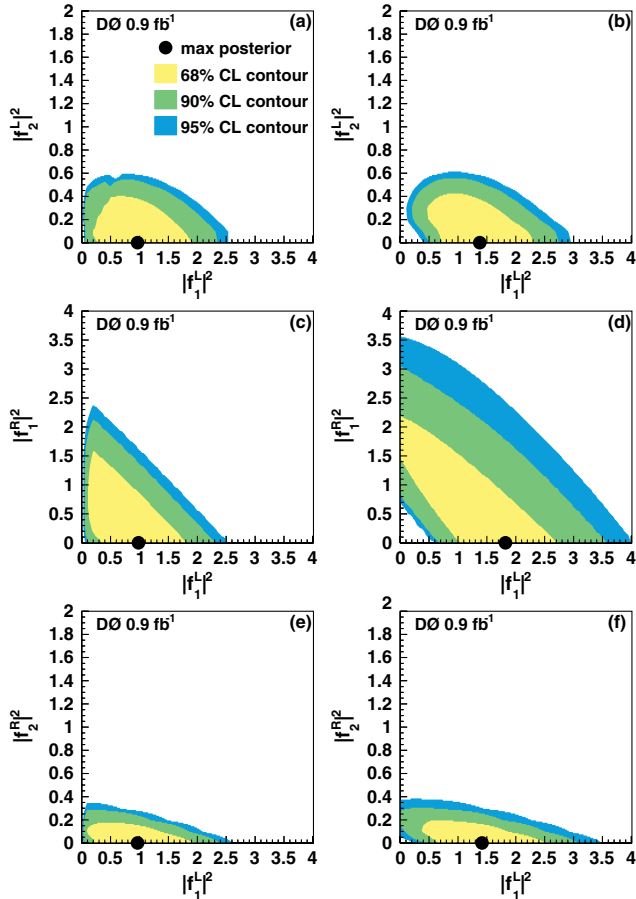 DØ 0.9 fb⁻¹ (a)
max posterior
68% CL contour
90% CL contour
95% CL contour
|f₂ᴸ|²
2
1.8
1.6
1.4
1.2
1
0.8
0.6
0.4
0.2
0
0 0.5 1 1.5 2 2.5 3 3.5 4
|f₁ᴸ|²
DØ 0.9 fb⁻¹ (b)
|f₂ᴸ|²
2
1.8
1.6
1.4
1.2
1
0.8
0.6
0.4
0.2
0
0 0.5 1 1.5 2 2.5 3 3.5 4
|f₁ᴸ|²
DØ 0.9 fb⁻¹ (c)
|f₁ᴿ|²
4
3.5
3
2.5
2
1.5
1
0.5
0
0 0.5 1 1.5 2 2.5 3 3.5 4
|f₁ᴸ|²
DØ 0.9 fb⁻¹ (d)
|f₁ᴿ|²
4
3.5
3
2.5
2
1.5
1
0.5
0
0 0.5 1 1.5 2 2.5 3 3.5 4
|f₁ᴸ|²
DØ 0.9 fb⁻¹ (e)
|f₂ᴿ|²
2
1.8
1.6
1.4
1.2
1
0.8
0.6
0.4
0.2
0
0 0.5 1 1.5 2 2.5 3 3.5 4
|f₁ᴸ|²
DØ 0.9 fb⁻¹ (f)
|f₂ᴿ|²
2
1.8
1.6
1.4
1.2
1
0.8
0.6
0.4
0.2
0
0 0.5 1 1.5 2 2.5 3 3.5 4
|f₁ᴸ|²